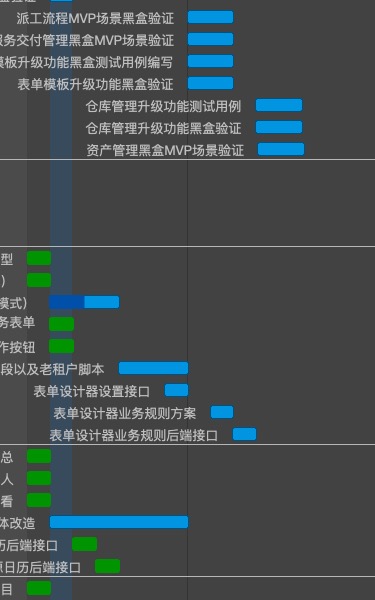 派工流程MVP场景黑盒验证
服务交付管理黑盒MVP场景验证
模板升级功能黑盒测试用例编写
表单模板升级功能黑盒验证
仓库管理升级功能测试用例
仓库管理升级功能黑盒验证
资产管理黑盒MVP场景验证
型
)
模式)
务表单
作按钮
段以及老租户脚本
表单设计器设置接口
表单设计器业务规则方案
表单设计器业务规则后端接口
总
人
看
体改造
历后端接口
日历后端接口
目